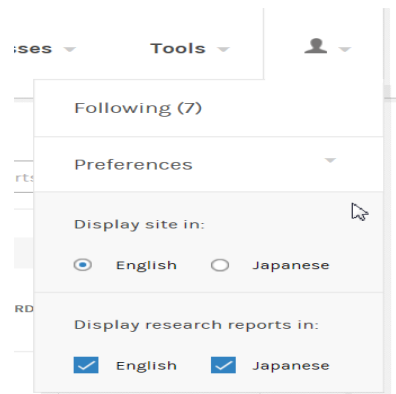 sses Tools
Following (7)
Preferences
rts
Display site in:
English Japanese
RD
Display research reports in:
English Japanese